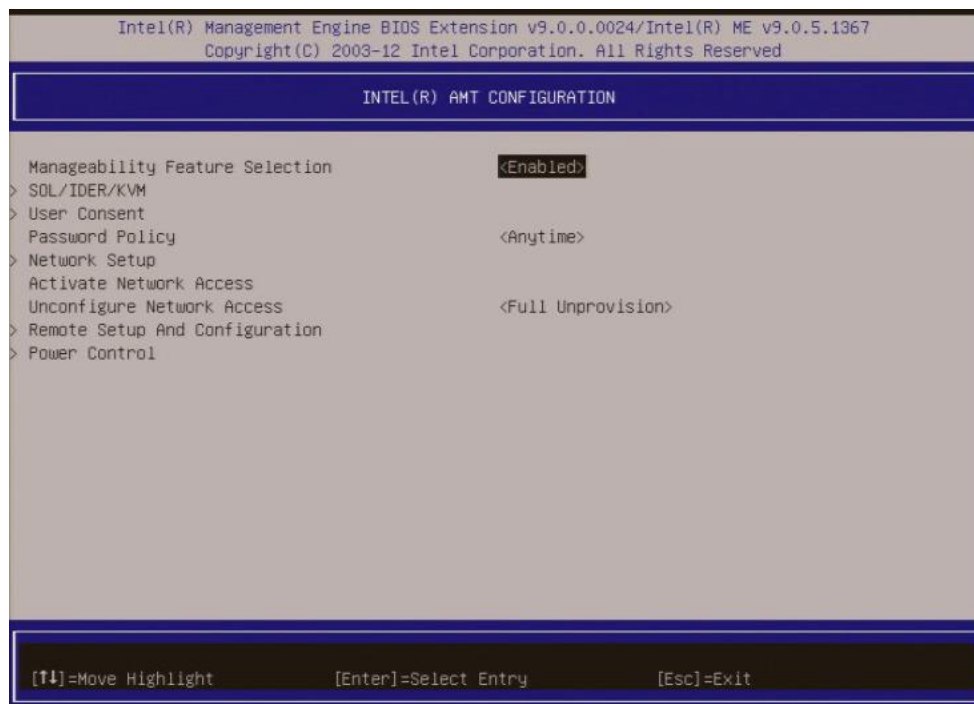 Intel(R) Management Engine BIOS Extension v9.0.0.0024/Intel(R) ME v9.0.5.1367
Copyright(C) 2003-12 Intel Corporation. All Rights Reserved
INTEL(R) AMT CONFIGURATION
Manageability Feature Selection <Enabled>
> SOL/IDER/KVM
> User Consent
Password Policy <Anytime>
> Network Setup
Activate Network Access
Unconfigure Network Access <Full Unprovision>
> Remote Setup And Configuration
> Power Control
[↑↓]=Move Highlight [Enter]=Select Entry [Esc]=Exit